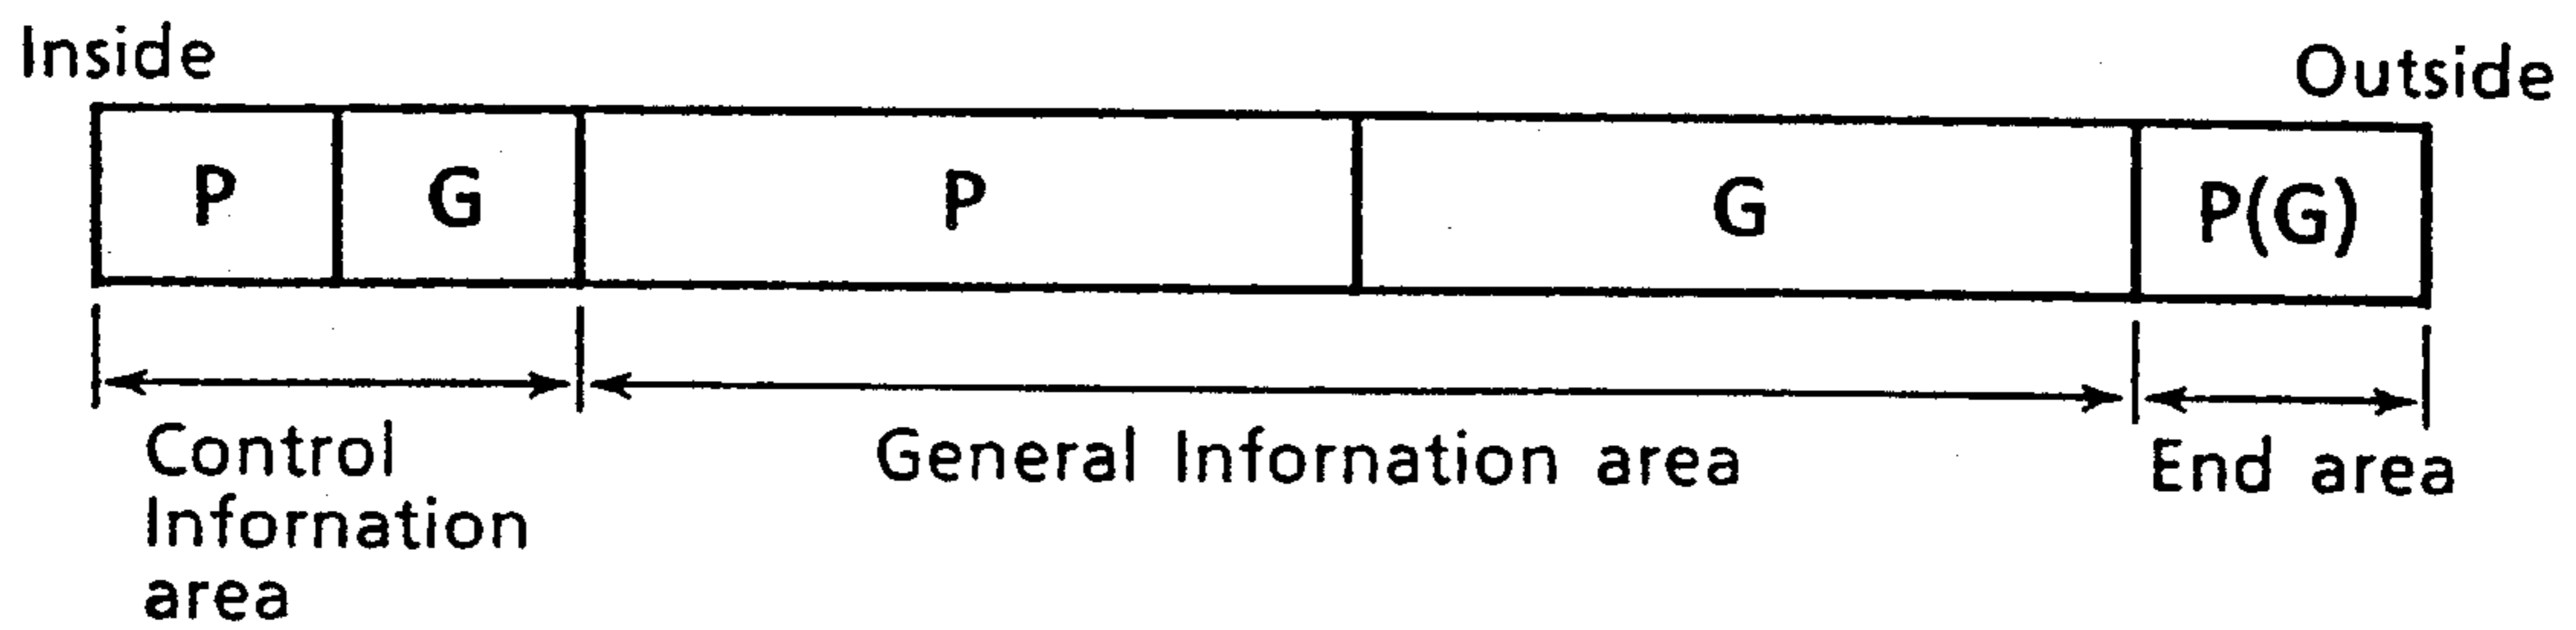 Inside
Outside
P G P G P(G)
Control
Infornation
area
General Infornation area
End area